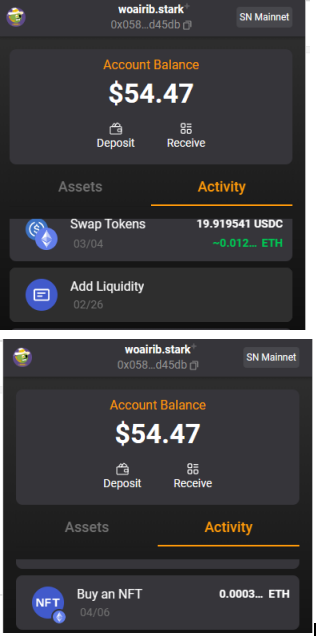 woairib.stark
0x058...d45db
SN Mainnet
Account Balance
$54.47
Deposit Receive
Assets Activity
Swap Tokens 19.919541 USDC
03/04 ~0.012... ETH
Add Liquidity
02/26
woairib.stark
0x058...d45db
SN Mainnet
Account Balance
$54.47
Deposit Receive
Assets Activity
NFT
Buy an NFT 0.0003... ETH
04/06